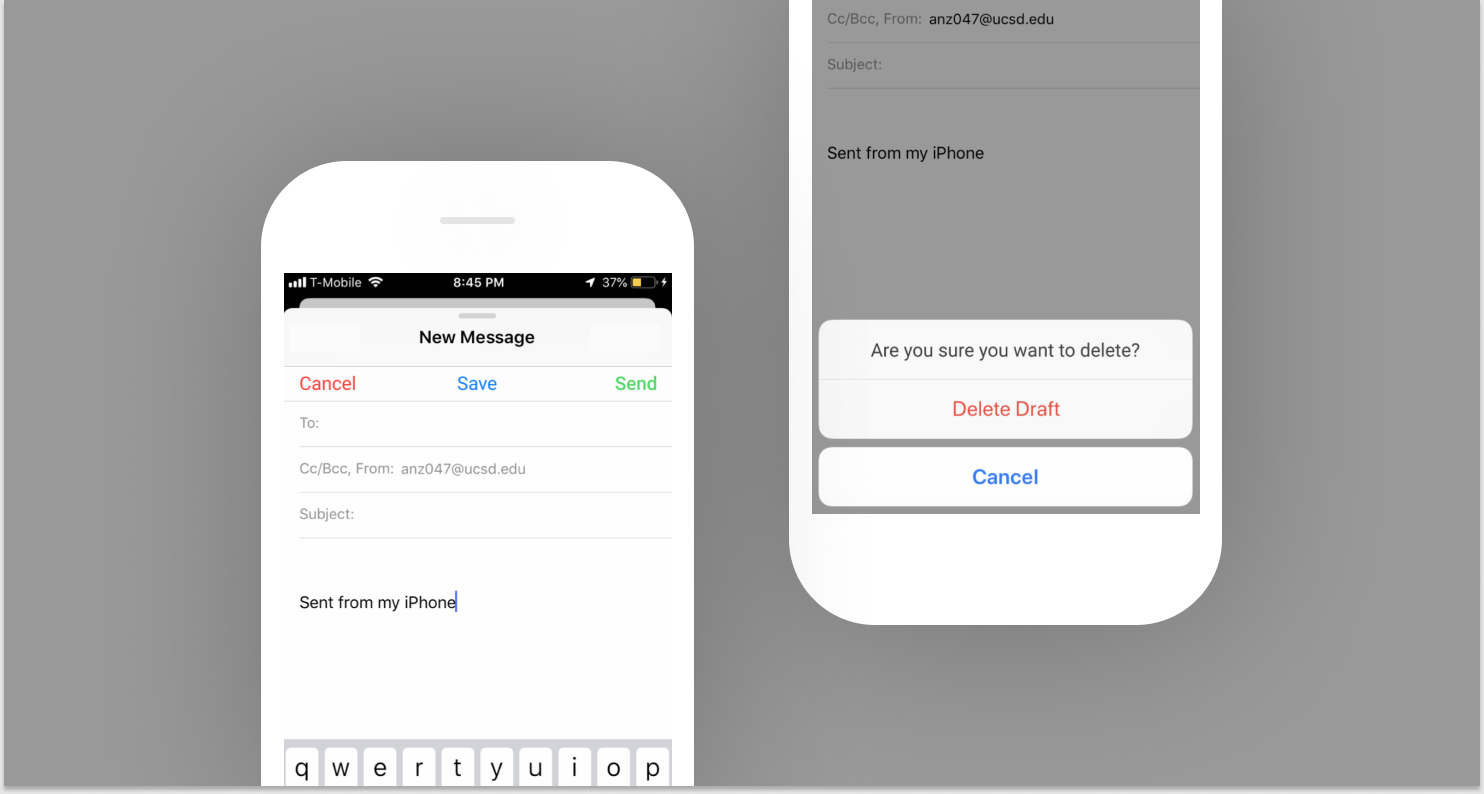 T-Mobile 8:45 PM 37%
New Message
Cancel Save Send
To:
Cc/Bcc, From: anz047@ucsd.edu
Subject:
Sent from my iPhone
q w e r t y u i o p
Cc/Bcc, From: anz047@ucsd.edu
Subject:
Sent from my iPhone
Are you sure you want to delete?
Delete Draft
Cancel